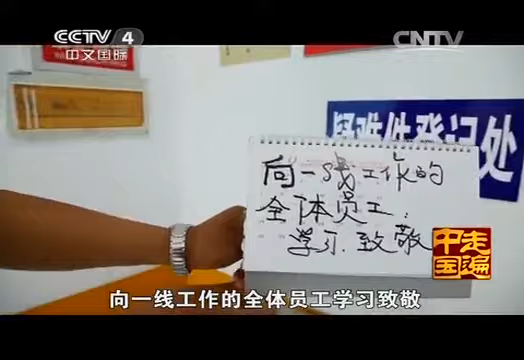 CCTV 4
中文国际
CNTV
疑难件登记处
向一线工作的
全体员工:
学习.致敬
走遍
中国
向一线工作的全体员工学习致敬